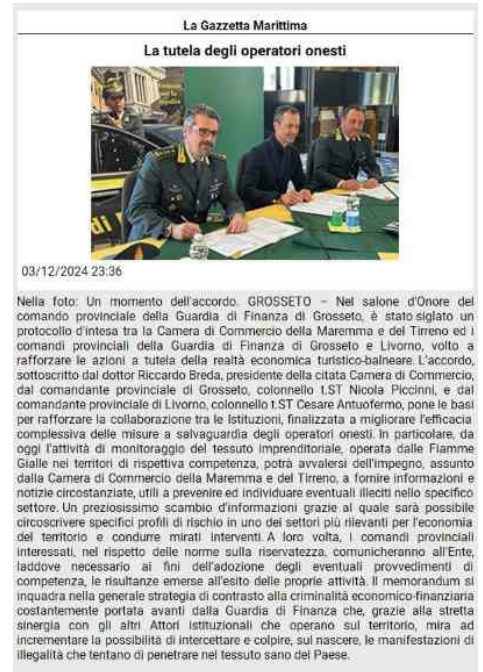 La Gazzetta Marittima
La tutela degli operatori onesti
03/12/2024 23:36
Nella foto: Un momento dell'accordo. GROSSETO – Nel salone d'Onore del
comando provinciale della Guardia di Finanza di Grosseto, è stato siglato un
protocollo d'intesa tra la Camera di Commercio della Maremma e del Tirreno ed i
comandi provinciali della Guardia di Finanza di Grosseto e Livorno, volto a
rafforzare le azioni a tutela della realtà economica turistico-balneare. L'accordo,
sottoscritto dal dottor Riccardo Breda, presidente della citata Camera di Commercio,
dal comandante provinciale di Grosseto, colonnello t.ST Nicola Piccinni, e dal
comandante provinciale di Livorno, colonnello t.ST Cesare Antuofermo, pone le basi
per rafforzare la collaborazione tra le Istituzioni, finalizzata a migliorare l'efficacia
complessiva delle misure a salvaguardia degli operatori onesti. In particolare, da
oggi l'attività di monitoraggio del tessuto imprenditoriale, operata dalle Fiamme
Gialle nei territori di rispettiva competenza, potrà avvalersi dell'impegno, assunto
dalla Camera di Commercio della Maremma e del Tirreno, a fornire informazioni e
notizie circostanziate, utili a prevenire ed individuare eventuali illeciti nello specifico
settore. Un preziosissimo scambio d'informazioni grazie al quale sarà possibile
circoscrivere specifici profili di rischio in uno dei settori più rilevanti per l'economia
del territorio e condurre mirati interventi. A loro volta, i comandi provinciali
interessati, nel rispetto delle norme sulla riservatezza, comunicheranno all'Ente,
laddove necessario ai fini dell'adozione degli eventuali provvedimenti di
competenza, le risultanze emerse all'esito delle proprie attività. Il memorandum si
inquadra nella generale strategia di contrasto alla criminalità economico-finanziaria
costantemente portata avanti dalla Guardia di Finanza che, grazie alla stretta
sinergia con gli altri Attori istituzionali che operano sul territorio, mira ad
incrementare la possibilità di intercettare e colpire, sul nascere, le manifestazioni di
illegalità che tentano di penetrare nel tessuto sano del Paese.